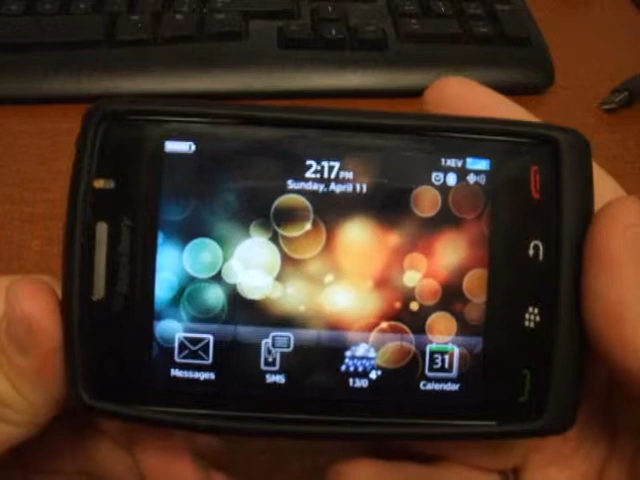 2:17 PM
Sunday, April 11
1XEV
BlackBerry
Messages
SMS
4°
13/0
31
Calendar